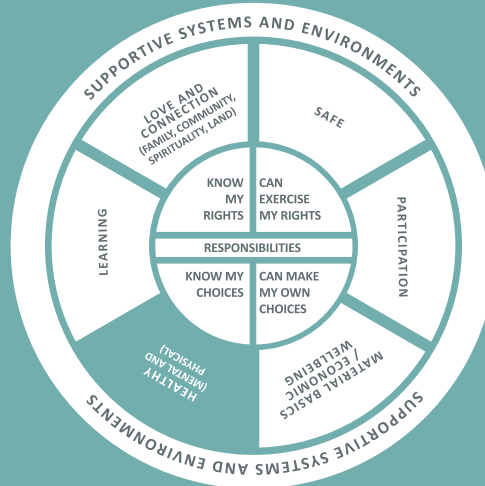 SUPPORTIVE SYSTEMS AND ENVIRONMENTS
LOVE AND
CONNECTION
(FAMILY, COMMUNITY,
SPIRITUALITY, LAND)
SAFE
LEARNING
PARTICIPATION
KNOW
MY
RIGHTS
CAN
EXERCISE
MY RIGHTS
RESPONSIBILITIES
KNOW MY
CHOICES
CAN MAKE
MY OWN
CHOICES
HEALTHY
(MENTAL AND
PHYSICAL)
MATERIAL BASICS
/ ECONOMIC
WELLBEING
SUPPORTIVE SYSTEMS AND ENVIRONMENTS